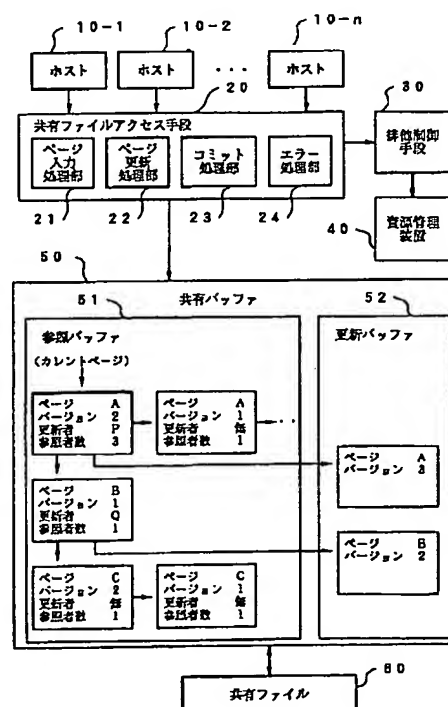 10-1
10-2
10-n
ホスト
ホスト
...
ホスト
20
30
共有ファイルアクセス手段
ページ
入力
処理部
ページ
更新
処理部
コミット
処理部
エラー
処理部
排他制御
手段
21
22
23
24
資源管理
装置
40
50
51
共有バッファ
52
参照バッファ
更新バッファ
(カレントページ)
ページ A
バージョン 2
更新者 P
参照者数 3
ページ A
バージョン 1
更新者 無
参照者数 1
ページ A
バージョン 3
ページ B
バージョン 1
更新者 Q
参照者数 1
ページ B
バージョン 2
ページ C
バージョン 2
更新者 無
参照者数 1
ページ C
バージョン 1
更新者 無
参照者数 1
60
共有ファイル